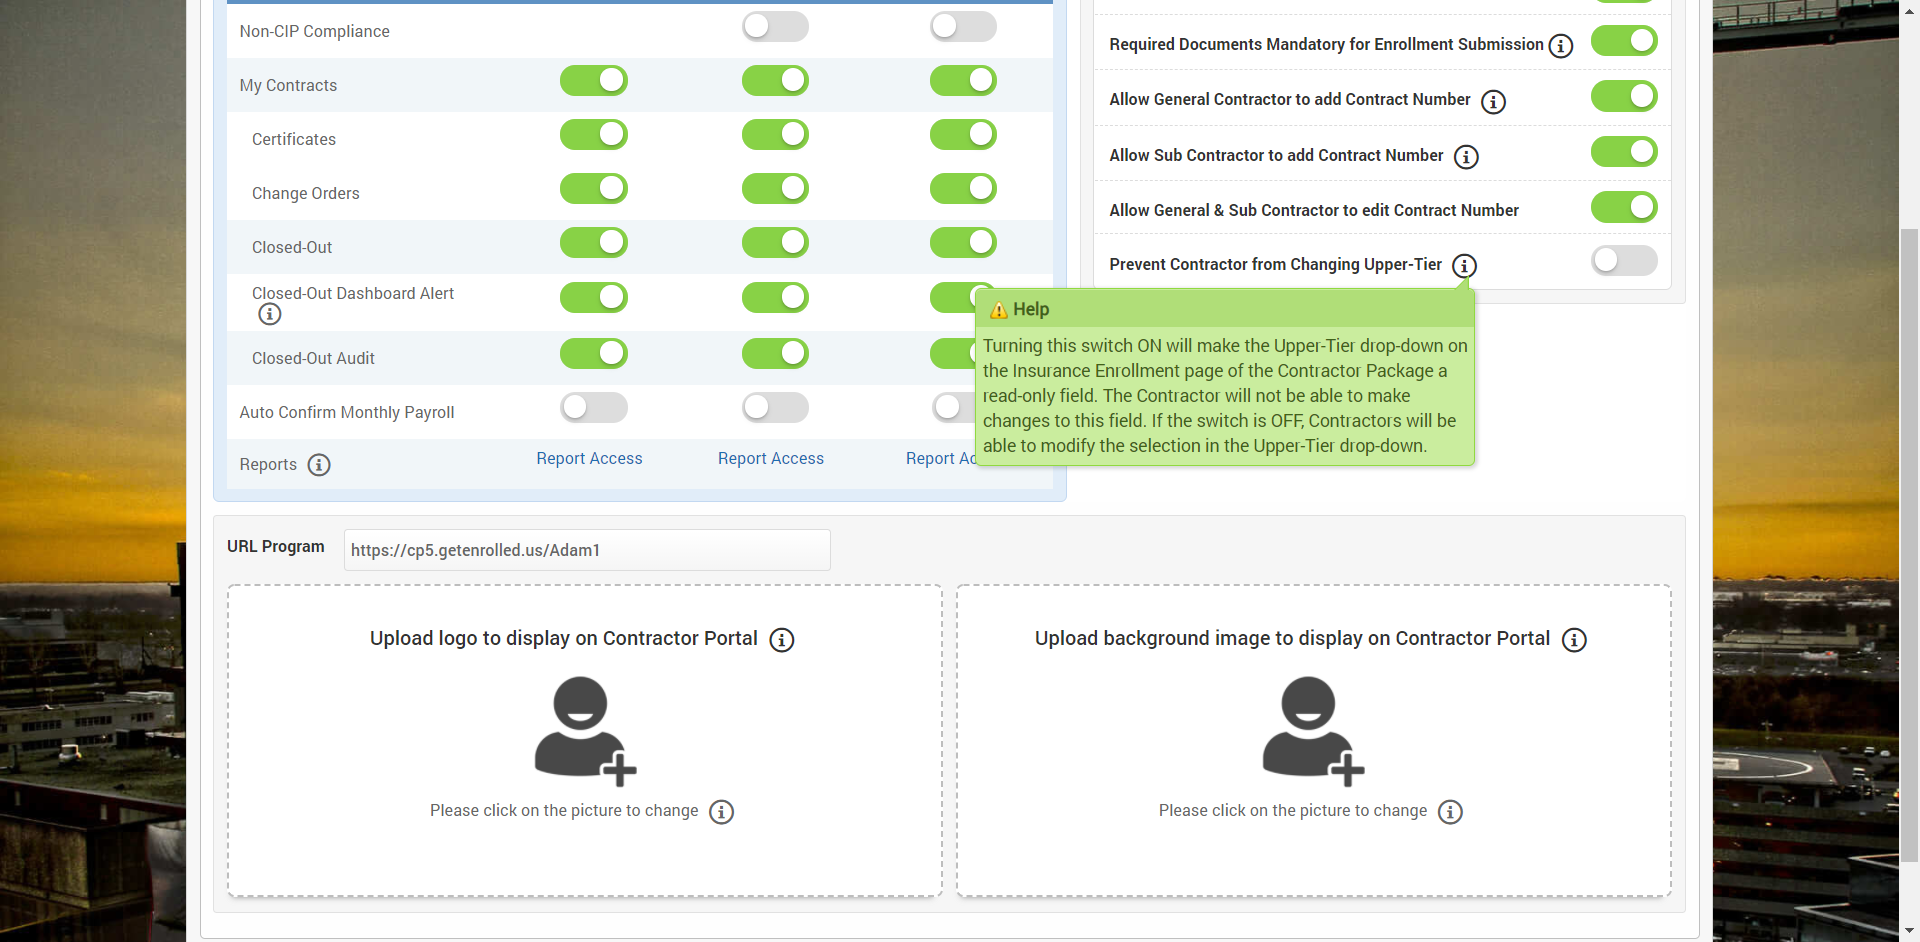 Non-CIP Compliance
My Contracts
Certificates
Change Orders
Closed-Out
Closed-Out Dashboard Alert
Closed-Out Audit
Auto Confirm Monthly Payroll
Reports
Report Access
Report Access
Report Ac
Required Documents Mandatory for Enrollment Submission
Allow General Contractor to add Contract Number
Allow Sub Contractor to add Contract Number
Allow General & Sub Contractor to edit Contract Number
Prevent Contractor from Changing Upper-Tier
Help
Turning this switch ON will make the Upper-Tier drop-down on
the Insurance Enrollment page of the Contractor Package a
read-only field. The Contractor will not be able to make
changes to this field. If the switch is OFF, Contractors will be
able to modify the selection in the Upper-Tier drop-down.
URL Program
https://cp5.getenrolled.us/Adam1
Upload logo to display on Contractor Portal
Please click on the picture to change
Upload background image to display on Contractor Portal
Please click on the picture to change